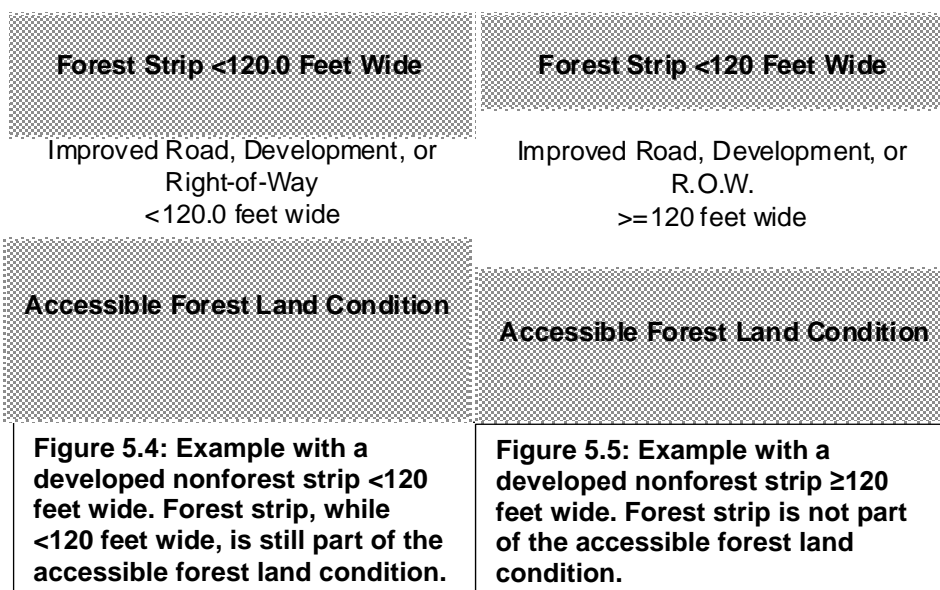 Forest Strip <120.0 Feet Wide
Improved Road, Development, or
Right-of-Way
<120.0 feet wide
Accessible Forest Land Condition
Figure 5.4: Example with a
developed nonforest strip <120
feet wide. Forest strip, while
<120 feet wide, is still part of the
accessible forest land condition.
Forest Strip <120 Feet Wide
Improved Road, Development, or
R.O.W.
>=120 feet wide
Accessible Forest Land Condition
Figure 5.5: Example with a
developed nonforest strip ≥120
feet wide. Forest strip is not part
of the accessible forest land
condition.